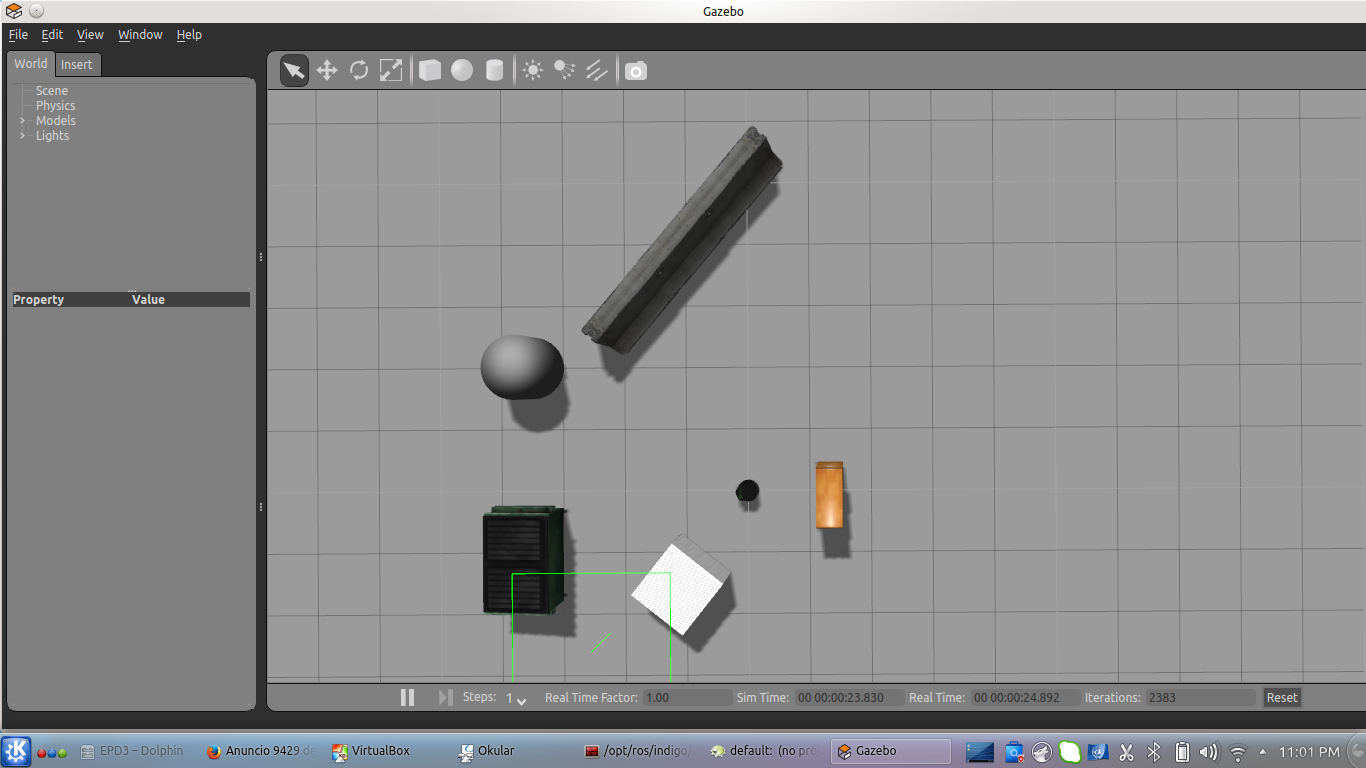 Gazebo
File Edit View Window Help
World Insert
Scene
Physics
Models
Lights
Property Value
Steps: 1 Real Time Factor: 1.00 Sim Time: 00 00:00:23.830 Real Time: 00 00:00:24.892 Iterations: 2383 Reset
EPD3 – Dolphin Anuncio 9429 de VirtualBox Okular /opt/ros/indigo/ default: (no pro Gazebo 11:01 PM